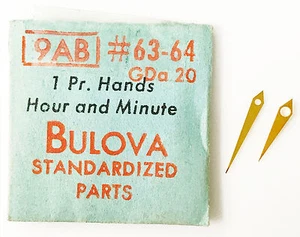 9AB #63-64
GDa 20
1 Pr. Hands
Hour and Minute
BULOVA
STANDARDIZED
PARTS